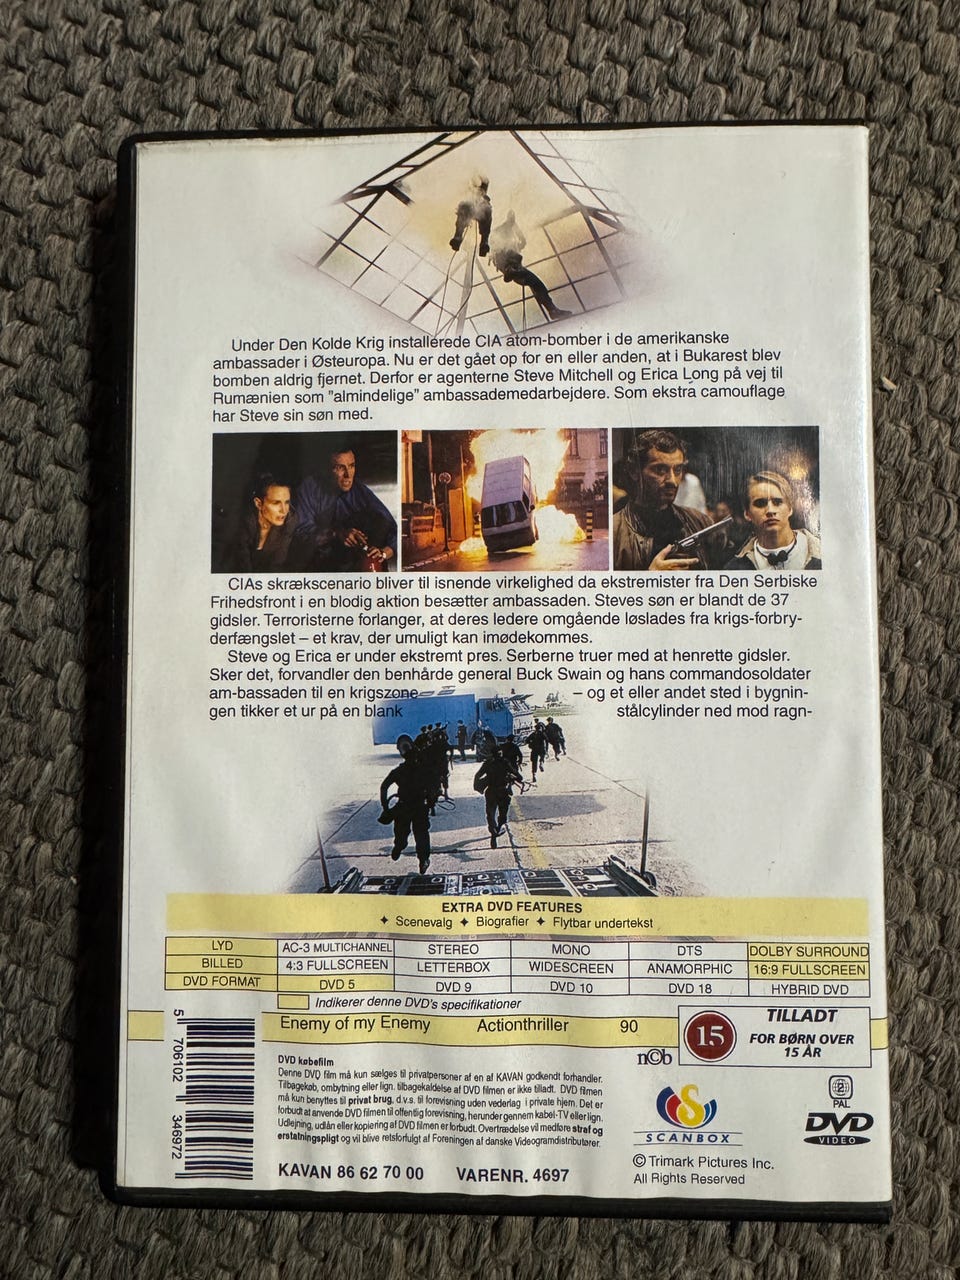 Under Den Kolde Krig installerede CIA atom-bomber i de amerikanske
ambassader i Østeuropa. Nu er det gået op for en eller anden, at i Bukarest blev
bomben aldrig fjernet. Derfor er agenterne Steve Mitchell og Erica Long på vej til
Rumænien som "almindelige" ambassademedarbejdere. Som ekstra camouflage
har Steve sin søn med.
CIAs skrækscenario bliver til isnende virkelighed da ekstremister fra Den Serbiske
Frihedsfront i en blodig aktion besætter ambassaden. Steves søn er blandt de 37
gidsler. Terroristerne forlanger, at deres ledere omgående løslades fra krigs-forbry-
derfængslet – et krav, der umuligt kan imødekommes.
Steve og Erica er under ekstremt pres. Serberne truer med at henrette gidsler.
Sker det, forvandler den benhårde general Buck Swain og hans commandosoldater
am-bassaden til en krigszone – og et eller andet sted i bygnin-
gen tikker et ur på en blank stålcylinder ned mod ragn-
EXTRA DVD FEATURES
✦ Scenevalg ✦ Biografier ✦ Flytbar undertekst
LYD AC-3 MULTICHANNEL STEREO MONO DTS DOLBY SURROUND
BILLED 4:3 FULLSCREEN LETTERBOX WIDESCREEN ANAMORPHIC 16:9 FULLSCREEN
DVD FORMAT DVD 5 DVD 9 DVD 10 DVD 18 HYBRID DVD
Indikerer denne DVD's specifikationer
Enemy of my Enemy Actionthriller 90
15
TILLADT
FOR BØRN OVER
15 ÅR
n©b
5 706102 346972
DVD købefilm
Denne DVD film må kun sælges til privatpersoner af en af KAVAN godkendt forhandler.
Tilbagekøb, ombytning eller lign. tilbagekaldelse af DVD filmen er ikke tilladt. DVD filmen
må kun benyttes til privat brug, d.v.s. til forevisning uden vederlag i private hjem. Det er
forbudt at anvende DVD filmen til offentlig forevisning, herunder gennem kabel-TV eller lign.
Udlejning, udlån eller kopiering af DVD filmen er forbudt. Overtrædelse vil medføre straf og
erstatningspligt og vil blive retsforfulgt af Foreningen af danske Videogramdistributører.
KAVAN 86 62 70 00 VARENR. 4697
S
SCANBOX
© Trimark Pictures Inc.
All Rights Reserved
2
PAL
DVD
VIDEO